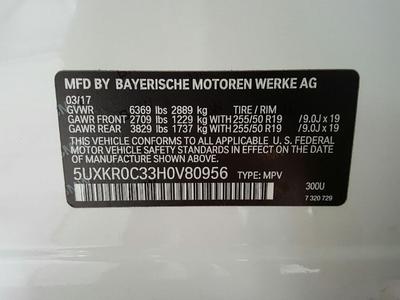 MFD BY BAYERISCHE MOTOREN WERKE AG
03/17
GVWR 6369 lbs 2889 kg TIRE / RIM
GAWR FRONT 2709 lbs 1229 kg WITH 255/50 R19 /9.0J x 19
GAWR REAR 3829 lbs 1737 kg WITH 255/50 R19 /9.0J x 19
THIS VEHICLE CONFORMS TO ALL APPLICABLE U. S. FEDERAL
MOTOR VEHICLE SAFETY STANDARDS IN EFFECT ON THE
DATE OF MANUFACTURE SHOWN ABOVE.
5UXKR0C33H0V80956 TYPE: MPV
300U
7 320 729